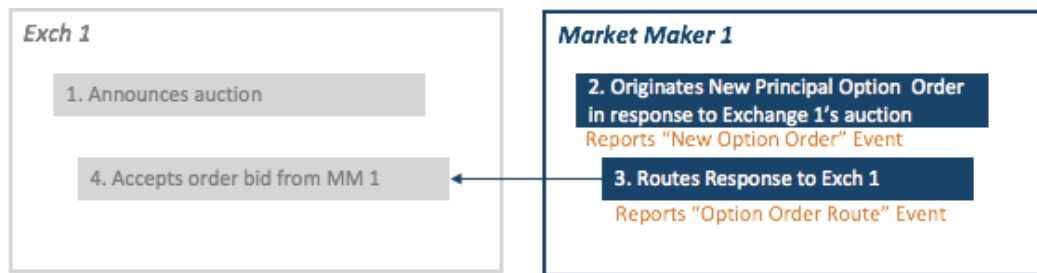 Exch 1
1. Announces auction
4. Accepts order bid from MM 1
Market Maker 1
2. Originates New Principal Option Order
in response to Exchange 1's auction
Reports "New Option Order" Event
3. Routes Response to Exch 1
Reports "Option Order Route" Event